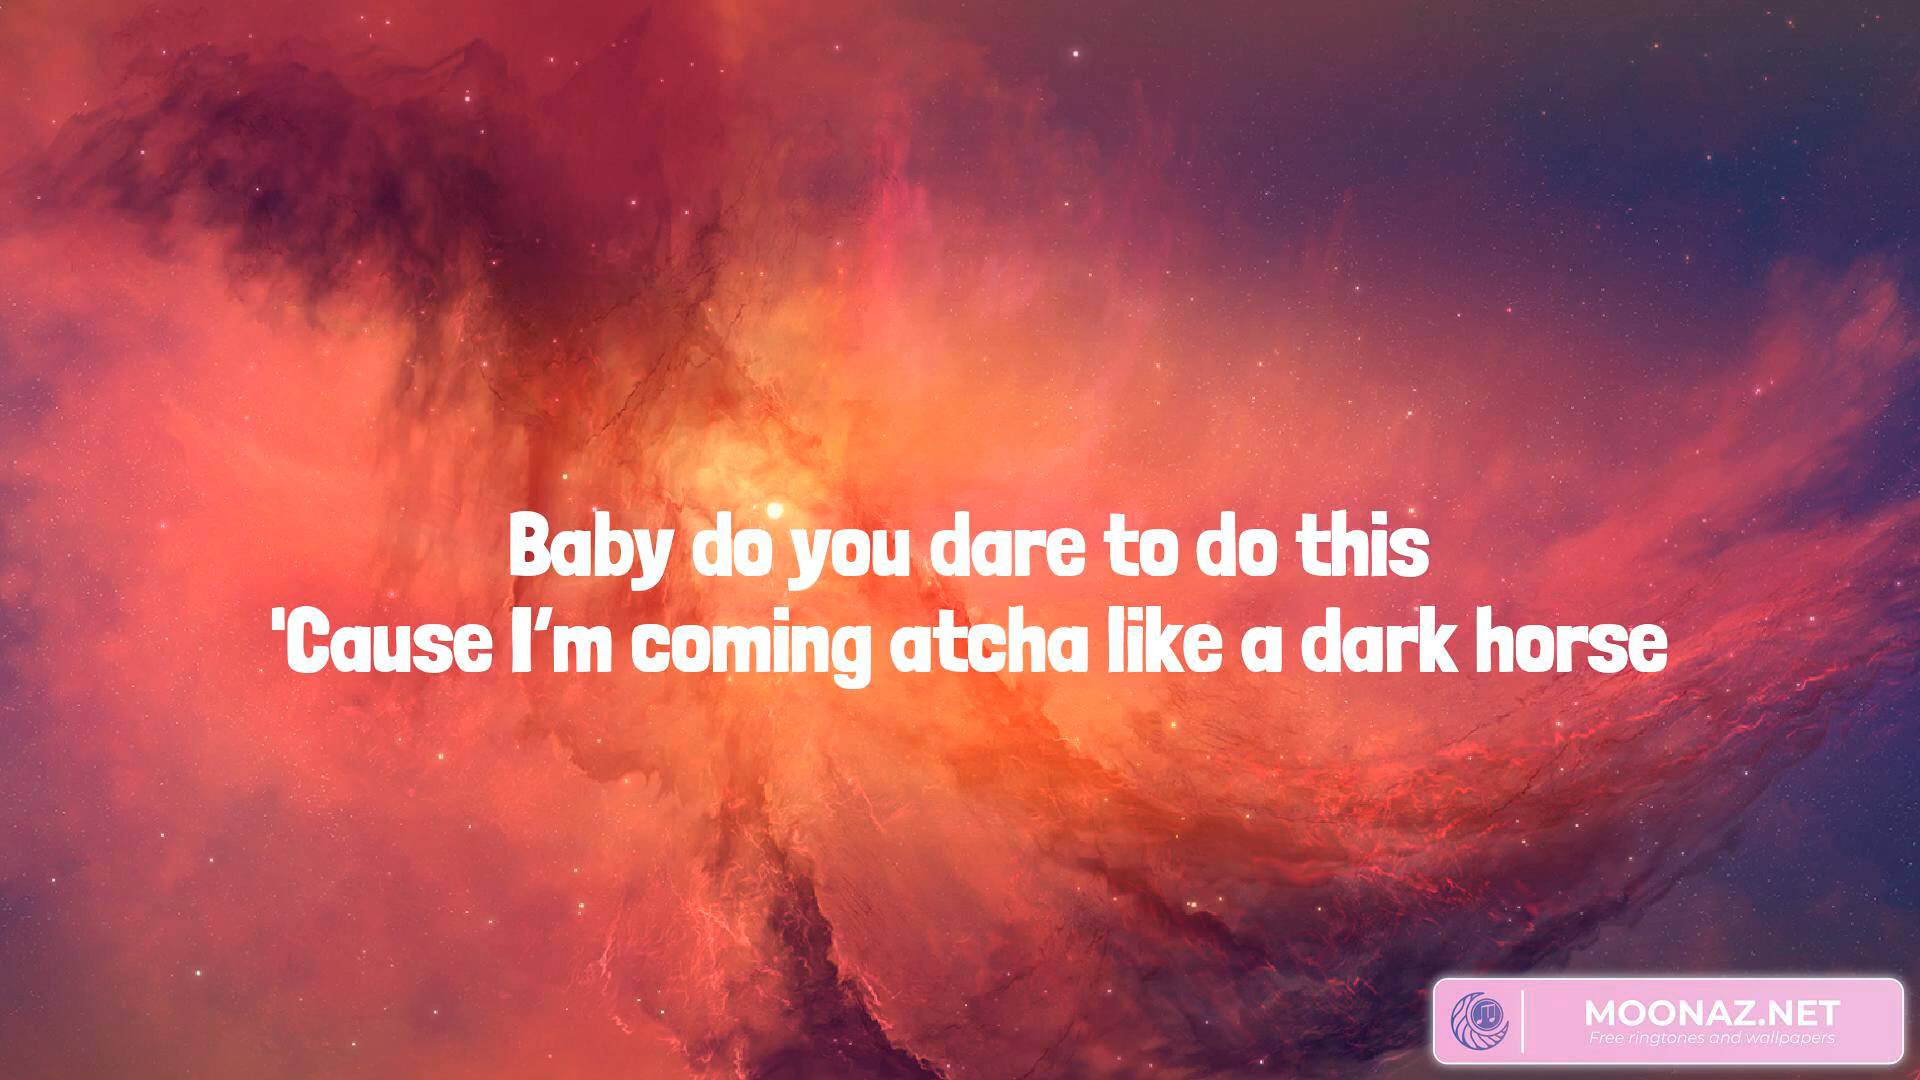 Baby do you dare to do this
'Cause I’m coming atcha like a dark horse
MOONAZ.NET
Free ringtones and wallpapers